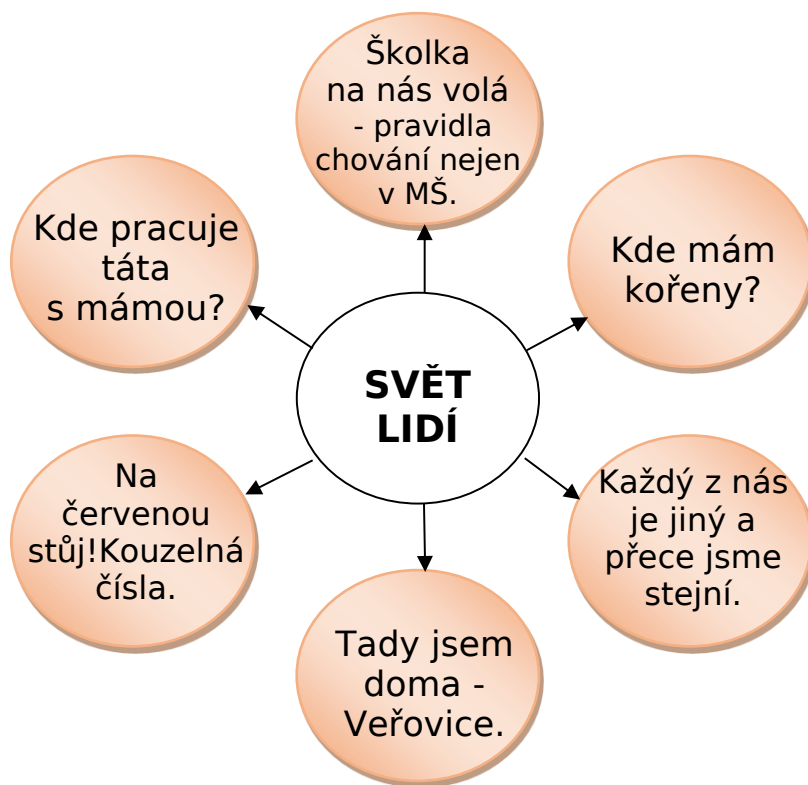 Školka
na nás volá
- pravidla
chování nejen
v MŠ.
Kde pracuje
táta
s mámou?
Kde mám
kořeny?
SVĚT
LIDÍ
Na
červenou
stůj!Kouzelná
čísla.
Každý z nás
je jiný a
přece jsme
stejní.
Tady jsem
doma -
Veřovice.